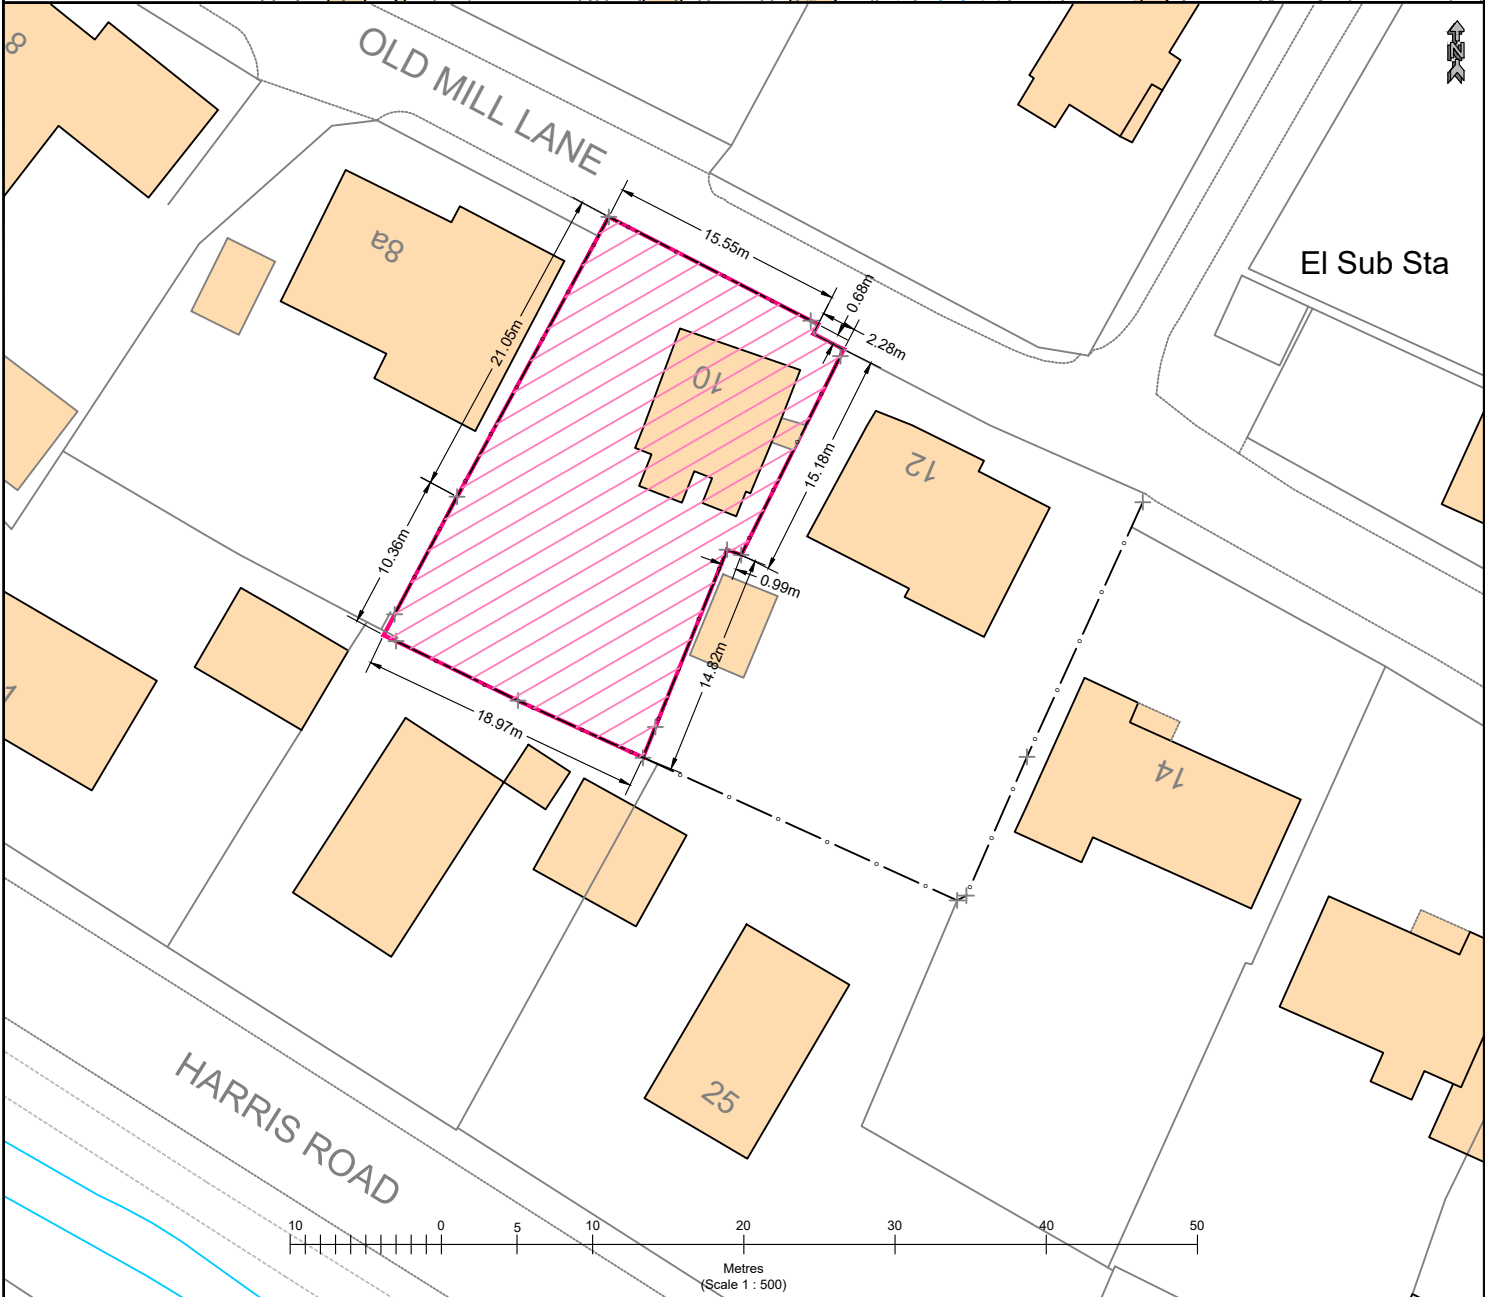 8
OLD MILL LANE
N
8a
15.55m
0.68m
2.28m
El Sub Sta
21.05m
10
15.18m
12
10.36m
0.99m
14.82m
18.97m
14
25
HARRIS ROAD
10 0 5 10 20 30 40 50
Metres
(Scale 1 : 500)